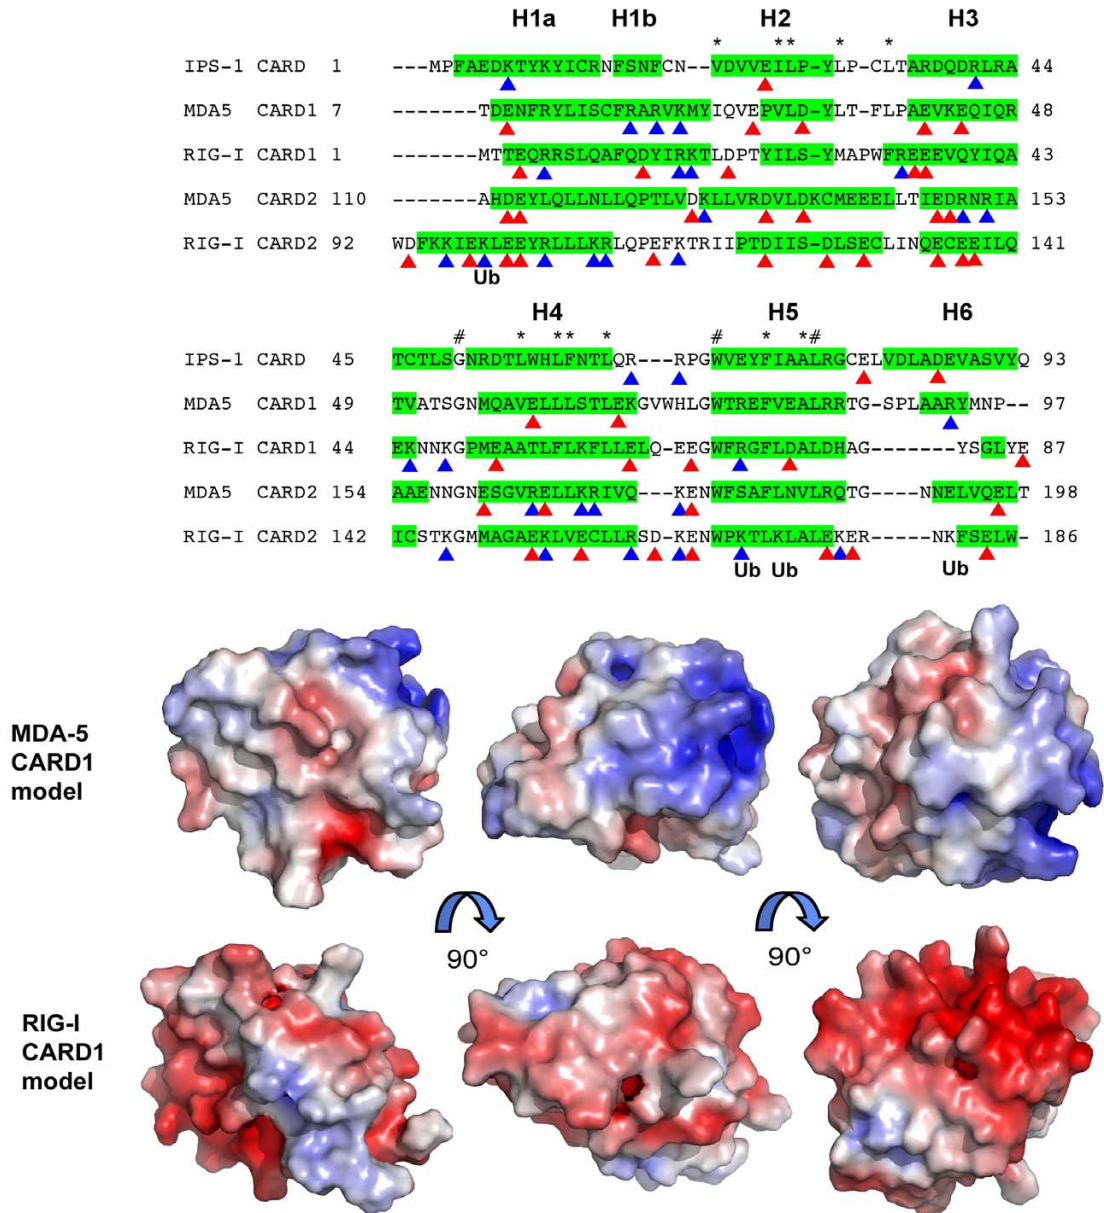 H1a H1b H2 H3
* ** * *
IPS-1 CARD 1 ---MPFAEDKTYKYICRNFSNFCN--VDVVEILP-YLP-CLTARDQDRLRA 44
MDA5 CARD1 7 -------TDENFRYLISCFRARVKMYIQVEPVLD-YLT-FLPAEVKEQIQR 48
RIG-I CARD1 1 -------MTTEQRRSLQAFQDYIRKTLDPTYILS-YMAPWFREEEVQYIQA 43
MDA5 CARD2 110 -------AHDEYLQLLNLLQPTLVDKLLVRDVLDKCMEEELLTIEDRNRIA 153
RIG-I CARD2 92 WDFKKIEKLEEYRLLLKRLQPEFKTRIIPTDIISD-LSECLINQECEEILQ 141
Ub
H4 H5 H6
# * ** * # * *#
IPS-1 CARD 45 TCTLSGNRDTLWHLFNTLQR---RPGWVEYFIAALRGCELVDLADEVASVYQ 93
MDA5 CARD1 49 TVATSGNMQAVELLLSTLEKGVWHLGWTREFVEALRRTG-SPLAARYMNP-- 97
RIG-I CARD1 44 EKNNKGPMEAATLFLKFLLELQ-EEGWFRGFLDALDHAG-------YSGLYE 87
MDA5 CARD2 154 AAENNGNESGVRELLKRIVQ---KENWFSAFLNVLRQTG-----NNELVQELT 198
RIG-I CARD2 142 ICSTKGMMAGAEKLVECLLRSD-KENWPKTLKLALEKER------NKFSELW- 186
Ub Ub Ub
MDA-5
CARD1
model
90° 90°
RIG-I
CARD1
model